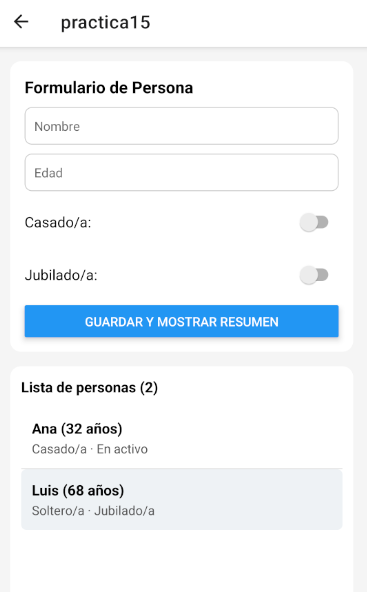 practica15
Formulario de Persona
Nombre
Edad
Casado/a:
Jubilado/a:
GUARDAR Y MOSTRAR RESUMEN
Lista de personas (2)
Ana (32 años)
Casado/a · En activo
Luis (68 años)
Soltero/a · Jubilado/a